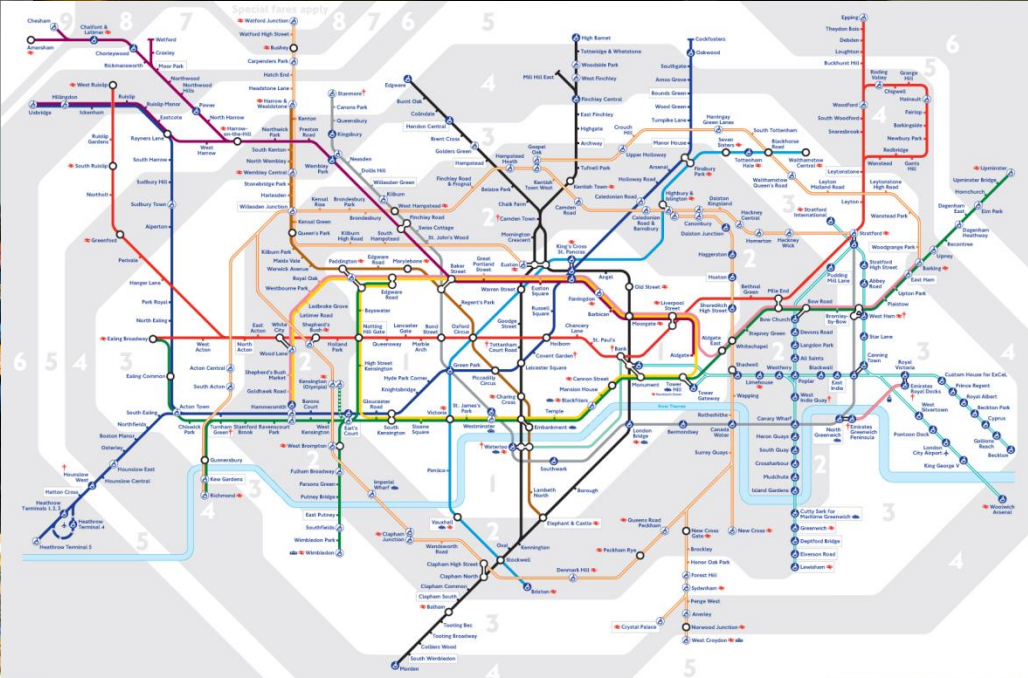 Special fares apply
9
8
7
8
7
6
5
6
Chesham
Chalfont &
Latimer
Amersham
Chorleywood
Rickmansworth
Watford
Croxley
Moor Park
Northwood
Northwood
Hills
Pinner
North Harrow
Harrow-
on-the-Hill
Northwick
Park
Preston
Road
Wembley
Park
Watford Junction
Watford High Street
Bushey
Carpenders Park
Hatch End
Headstone Lane
Harrow &
Wealdstone
Kenton
South Kenton
North Wembley
Wembley Central
Stonebridge Park
Harlesden
Willesden Junction
Kensal Green
Queen's Park
Kilburn Park
Maida Vale
Warwick Avenue
Royal Oak
Westbourne Park
Ladbroke Grove
Latimer Road
West Ruislip
Uxbridge
Hillingdon
Ickenham
Ruislip
Ruislip Manor
Eastcote
Rayners Lane
West
Harrow
Ruislip
Gardens
South Ruislip
Northolt
Greenford
Perivale
Hanger Lane
South Harrow
Sudbury Hill
Sudbury Town
Alperton
Park Royal
North Ealing
Ealing Broadway
West
Acton
North
Acton
East
Acton
White
City
Shepherd's
Bush
Holland
Park
Wood Lane
Shepherd's Bush
Market
Goldhawk Road
Hammersmith
Ealing Common
Acton Central
South Acton
South Ealing
Acton Town
Northfields
Boston Manor
Osterley
Hounslow East
Hounslow Central
Hounslow
West
Hatton Cross
Heathrow
Terminals 1, 2, 3
Heathrow
Terminal 4
Heathrow Terminal 5
Chiswick
Park
Turnham
Green
Stamford
Brook
Ravenscourt
Park
Gunnersbury
Kew Gardens
Richmond
Stanmore
Canons Park
Queensbury
Kingsbury
Neasden
Dollis Hill
Willesden Green
Kilburn
West Hampstead
Finchley Road
Swiss Cottage
St. John's Wood
Kensal
Rise
Brondesbury
Park
Brondesbury
Kilburn
High Road
South
Hampstead
Edgware
Burnt Oak
Colindale
Hendon Central
Brent Cross
Golders Green
Hampstead
Belsize Park
Chalk Farm
Camden Town
Finchley Road
& Frognal
Hampstead
Heath
Gospel
Oak
Kentish
Town West
Mornington
Crescent
High Barnet
Totteridge & Whetstone
Woodside Park
West Finchley
Mill Hill East
Finchley Central
East Finchley
Highgate
Archway
Tufnell Park
Kentish Town
Camden
Road
Cockfosters
Oakwood
Southgate
Arnos Grove
Bounds Green
Wood Green
Turnpike Lane
Manor House
Finsbury
Park
Arsenal
Holloway Road
Caledonian
Road
Crouch
Hill
Upper Holloway
Harringay
Green Lanes
Seven
Sisters
South Tottenham
Tottenham
Hale
Blackhorse
Road
Walthamstow
Central
Walthamstow
Queen's Road
Highbury &
Islington
Caledonian
Road &
Barnsbury
Canonbury
Dalston
Kingsland
Dalston Junction
Hackney
Central
Homerton
Hackney
Wick
Haggerston
Hoxton
Shoreditch
High Street
Epping
Theydon Bois
Debden
Loughton
Buckhurst Hill
Roding
Valley
Chigwell
Grange
Hill
Hainault
Fairlop
Barkingside
Newbury Park
Redbridge
Gants
Hill
Wanstead
Woodford
South Woodford
Snaresbrook
Leytonstone
Leyton
Leyton
Midland Road
Leytonstone
High Road
Wanstead Park
Woodgrange Park
Stratford
International
Stratford
Stratford
High Street
Abbey
Road
West Ham
Star Lane
Canning
Town
Pudding
Mill Lane
Upminster
Upminster Bridge
Hornchurch
Elm Park
Dagenham
East
Dagenham
Heathway
Becontree
Upney
Barking
East Ham
Upton Park
Plaistow
Bromley-
by-Bow
Bow Road
Bow Church
Mile End
Bethnal
Green
Stepney Green
Whitechapel
Devons Road
Langdon Park
All Saints
Poplar
Blackwall
East
India
Westferry
Limehouse
Shadwell
Wapping
Rotherhithe
Canada
Water
Surrey Quays
West
India Quay
Canary Wharf
Heron Quays
South Quay
Crossharbour
Mudchute
Island Gardens
Cutty Sark for
Maritime Greenwich
Greenwich
Deptford Bridge
Elverson Road
Lewisham
North
Greenwich
Emirates
Greenwich
Peninsula
Emirates
Royal Docks
Royal
Victoria
Custom House for ExCeL
Prince Regent
Royal Albert
Beckton Park
Cyprus
Gallions
Reach
Beckton
West
Silvertown
Pontoon Dock
London
City Airport
King George V
Woolwich
Arsenal
Paddington
Edgware
Road
Marylebone
Baker
Street
Great
Portland
Street
Edgware
Road
Bayswater
Notting
Hill Gate
Lancaster
Gate
Queensway
Marble
Arch
Bond
Street
Oxford
Circus
Regent's Park
Warren Street
Euston
Euston
Square
King's Cross
St. Pancras
Goodge
Street
Russell
Square
Tottenham
Court Road
Holborn
Covent Garden
Leicester Square
Chancery
Lane
Farringdon
Barbican
Angel
Old Street
Moorgate
Liverpool
Street
St. Paul's
Bank
Aldgate
Aldgate
East
Monument
Tower
Hill
Tower
Gateway
Cannon Street
Mansion House
Blackfriars
Temple
Embankment
Charing
Cross
Piccadilly
Circus
Green Park
Hyde Park Corner
Knightsbridge
High Street
Kensington
Kensington
(Olympia)
Barons
Court
West
Kensington
Earl's
Court
Gloucester
Road
South
Kensington
Sloane
Square
Victoria
St. James's
Park
Westminster
Waterloo
Southwark
London
Bridge
Bermondsey
River Thames
West Brompton
Fulham Broadway
Parsons Green
Putney Bridge
East Putney
Southfields
Wimbledon Park
Wimbledon
Imperial
Wharf
Clapham
Junction
Wandsworth
Road
Pimlico
Vauxhall
Lambeth
North
Borough
Elephant & Castle
Kennington
Oval
Stockwell
Brixton
Clapham High Street
Clapham North
Clapham Common
Clapham South
Balham
Tooting Bec
Tooting Broadway
Colliers Wood
South Wimbledon
Morden
Denmark Hill
Peckham Rye
Queens Road
Peckham
New Cross
Gate
New Cross
Brockley
Honor Oak Park
Forest Hill
Sydenham
Crystal Palace
Penge West
Anerley
Norwood Junction
West Croydon